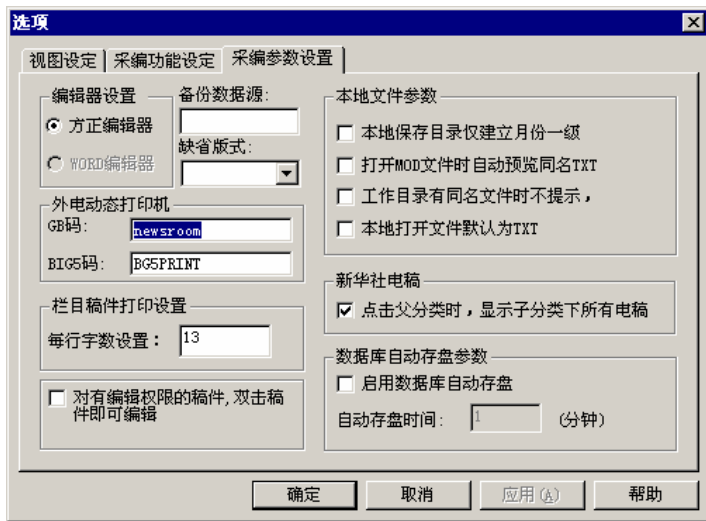 选项
视图设定 采编功能设定 采编参数设置
编辑器设置
方正编辑器
WORD编辑器
备份数据源:
缺省版式:
外电动态打印机
GB码: newsroom
BIG5码: BG5PRINT
栏目稿件打印设置
每行字数设置： 13
对有编辑权限的稿件,双击稿
件即可编辑
本地文件参数
本地保存目录仅建立月份一级
打开MOD文件时自动预览同名TXT
工作目录有同名文件时不提示，
本地打开文件默认为TXT
新华社电稿
点击父分类时，显示子分类下所有电稿
数据库自动存盘参数
启用数据库自动存盘
自动存盘时间: 1 (分钟)
确定 取消 应用(A) 帮助